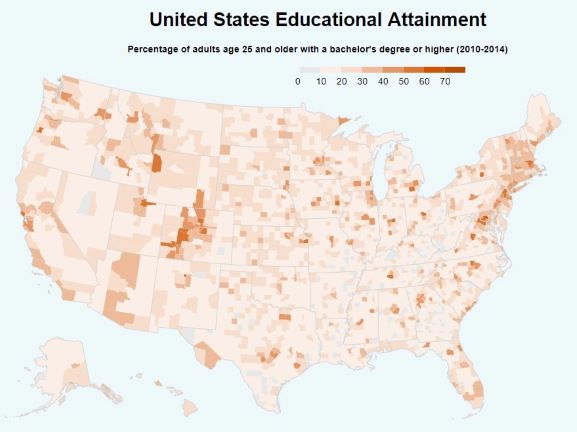 United States Educational Attainment
Percentage of adults age 25 and older with a bachelor's degree or higher (2010-2014)
0 10 20 30 40 50 60 70